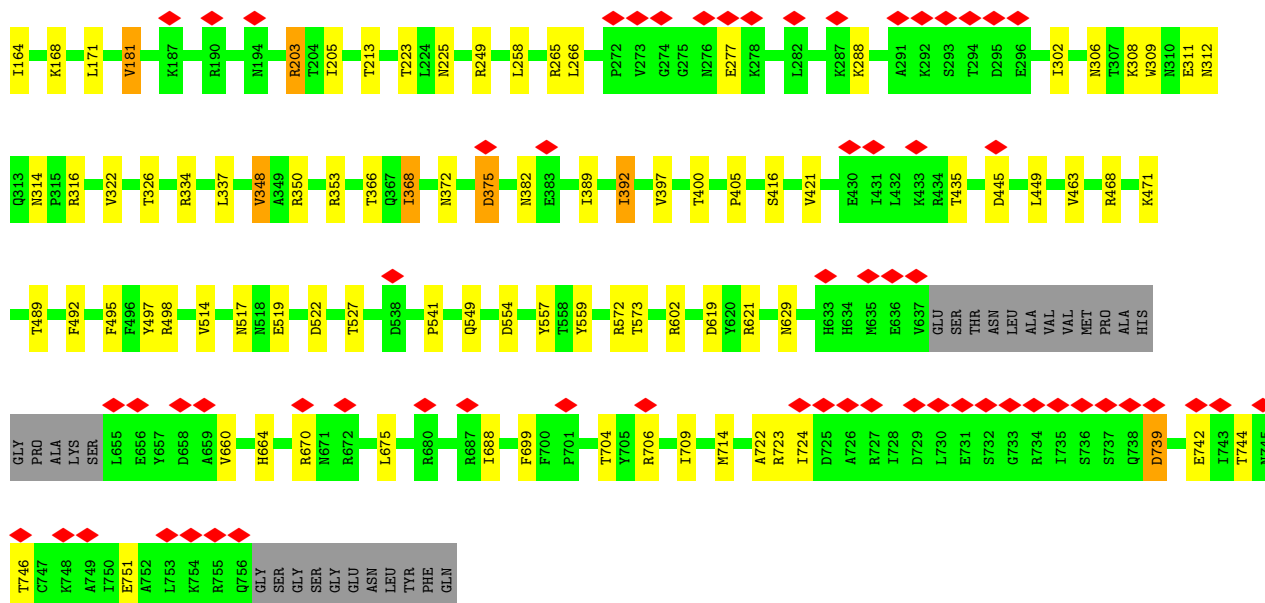 I164 K168 L171 V181 K187 R190 N194 R203 T204 I205 T213 T223 L224 N225 R249 L258 R265 L266 P272 V273 G274 G275 N276 E277 K278 L282 K287 K288 A291 K292 S293 T294 D295 E296 I302 N306 T307 K308 W309 N310 E311 N312
Q313 N314 P315 R316 V322 T326 R334 L337 V348 A349 R350 R353 T366 Q367 I368 N372 D375 N382 E383 I389 I392 V397 T400 P405 S416 V421 E430 I431 L432 K433 R434 T435 D445 L449 V463 R468 K471
T489 F492 F495 F496 Y497 R498 V514 N517 N518 E519 D522 T527 D538 P541 Q549 D554 Y557 T558 Y559 R572 T573 R602 D619 Y620 R621 N629 H633 H634 M635 E636 V637 GLU SER THR ASN LEU ALA VAL VAL MET PRO ALA HIS
GLY PRO ALA LYS SER L655 E656 Y657 D658 A659 V660 H664 R670 N671 R672 L675 R680 R687 I688 F699 F700 P701 T704 Y705 R706 I709 M714 A722 R723 I724 D725 A726 R727 I728 D729 L730 E731 S732 G733 R734 I735 S736 S737 Q738 D739 E742 I743 T744 N745
T746 C747 K748 A749 I750 E751 A752 L753 K754 R755 Q756 GLY SER GLY SER GLY GLU ASN LEU TYR PHE GLN